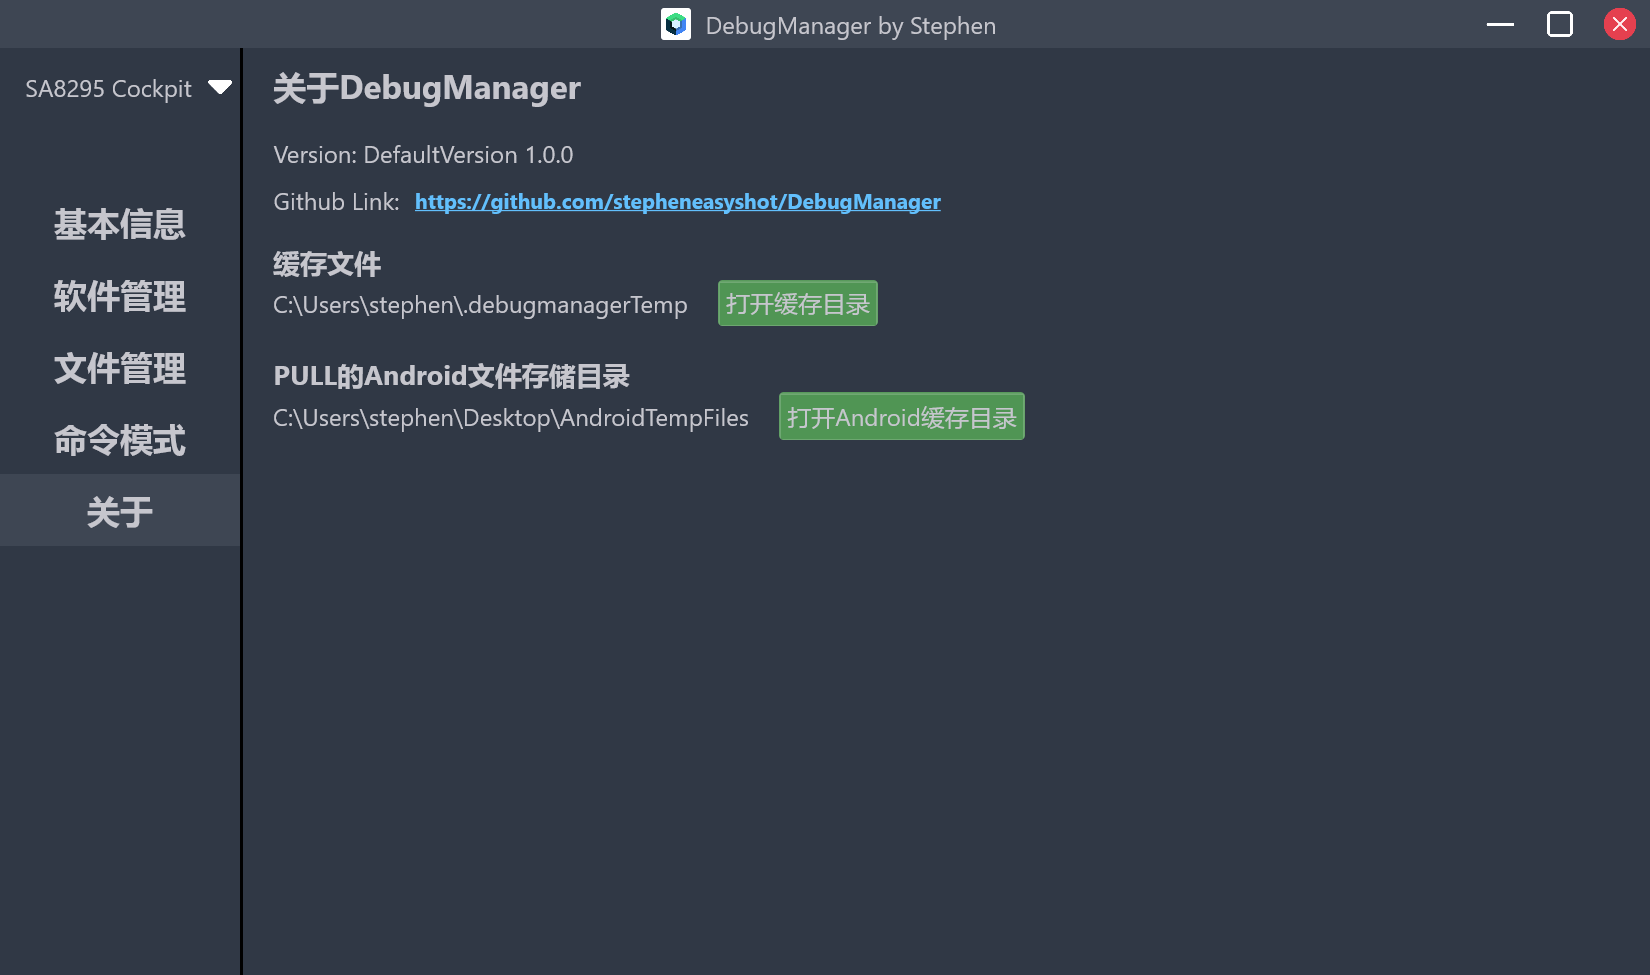 DebugManager by Stephen
SA8295 Cockpit
基本信息
软件管理
文件管理
命令模式
关于
关于DebugManager
Version: DefaultVersion 1.0.0
Github Link: https://github.com/stepheneasyshot/DebugManager
缓存文件
C:\Users\stephen\.debugmanagerTemp 打开缓存目录
PULL的Android文件存储目录
C:\Users\stephen\Desktop\AndroidTempFiles 打开Android缓存目录